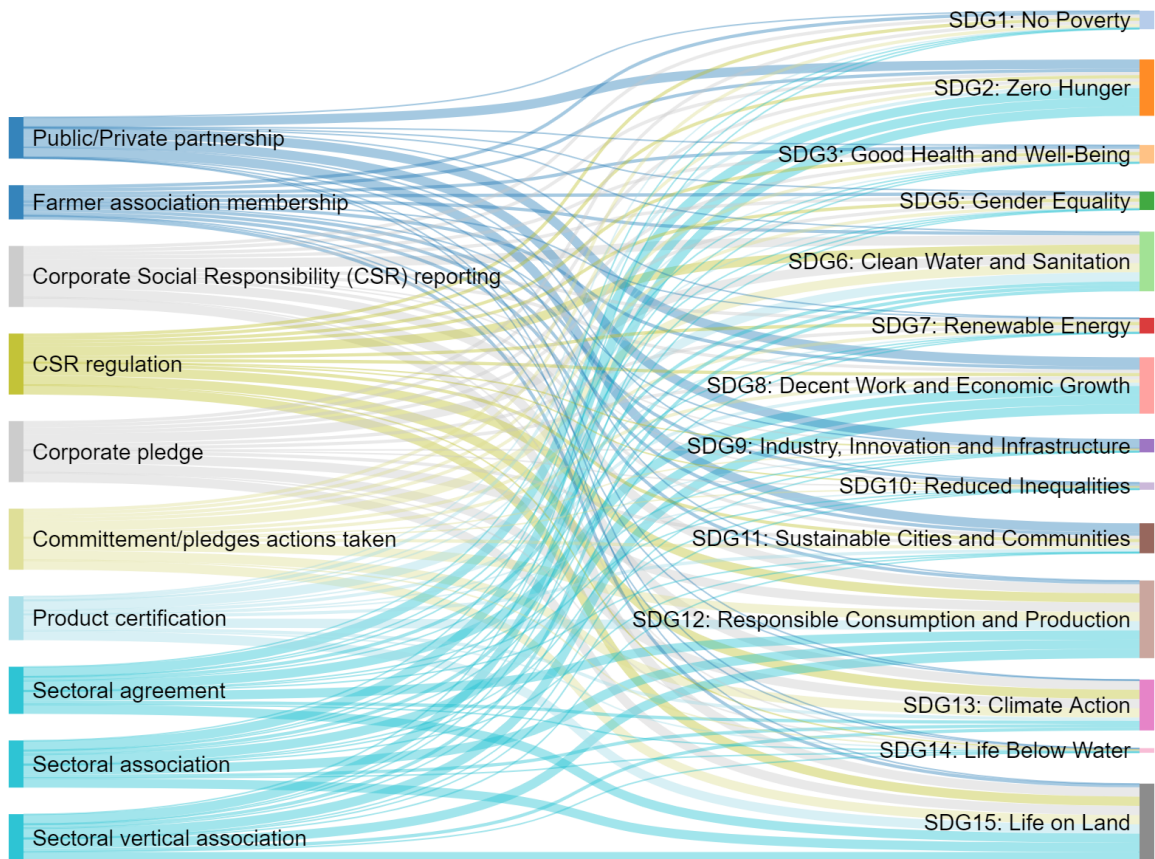 Public/Private partnership
Farmer association membership
Corporate Social Responsibility (CSR) reporting
CSR regulation
Corporate pledge
Committement/pledges actions taken
Product certification
Sectoral agreement
Sectoral association
Sectoral vertical association
SDG1: No Poverty
SDG2: Zero Hunger
SDG3: Good Health and Well-Being
SDG5: Gender Equality
SDG6: Clean Water and Sanitation
SDG7: Renewable Energy
SDG8: Decent Work and Economic Growth
SDG9: Industry, Innovation and Infrastructure
SDG10: Reduced Inequalities
SDG11: Sustainable Cities and Communities
SDG12: Responsible Consumption and Production
SDG13: Climate Action
SDG14: Life Below Water
SDG15: Life on Land